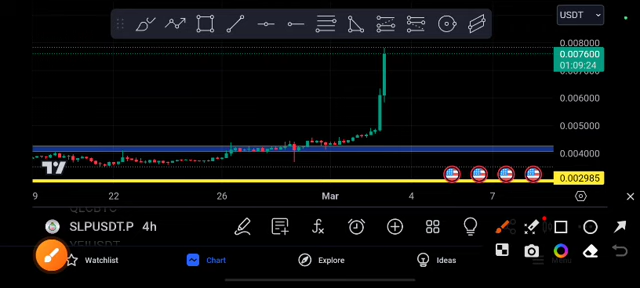 USDT
0.008000
0.007600
01:09:24
0.006000
0.005000
0.004000
0.002985
9
22
26
Mar
4
7
SLPUSDT.P
4h
Watchlist
Chart
Explore
Ideas